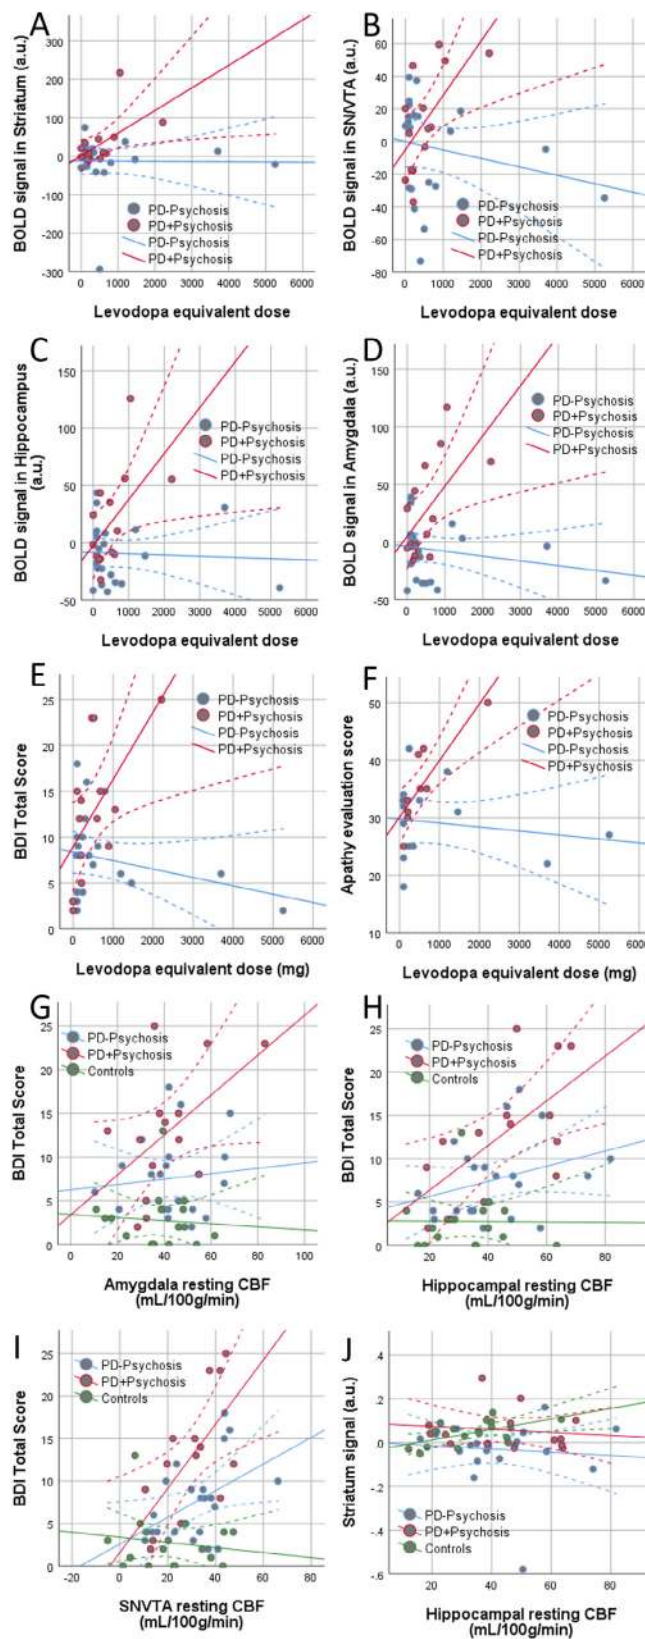 A
BOLD signal in Striatum (a.u.)
300
200
100
0
-100
-200
-300
PD-Psychosis
PD+Psychosis
PD-Psychosis
PD+Psychosis
0 1000 2000 3000 4000 5000 6000
Levodopa equivalent dose
B
BOLD signal in SN/VTA (a.u.)
60
40
20
0
-20
-40
-60
-80
PD-Psychosis
PD+Psychosis
PD-Psychosis
PD+Psychosis
0 1000 2000 3000 4000 5000 6000
Levodopa equivalent dose
C
BOLD signal in Hippocampus
(a.u.)
150
100
50
0
-50
PD-Psychosis
PD+Psychosis
PD-Psychosis
PD+Psychosis
0 1000 2000 3000 4000 5000 6000
Levodopa equivalent dose
D
BOLD signal in Amygdala (a.u.)
150
100
50
0
-50
PD-Psychosis
PD+Psychosis
PD-Psychosis
PD+Psychosis
0 1000 2000 3000 4000 5000 6000
Levodopa equivalent dose
E
BDI Total Score
25
20
15
10
5
0
PD-Psychosis
PD+Psychosis
PD-Psychosis
PD+Psychosis
0 1000 2000 3000 4000 5000 6000
Levodopa equivalent dose (mg)
F
Apathy evaluation score
50
40
30
20
10
PD-Psychosis
PD+Psychosis
PD-Psychosis
PD+Psychosis
0 1000 2000 3000 4000 5000 6000
Levodopa equivalent dose (mg)
G
BDI Total Score
25
20
15
10
5
0
PD-Psychosis
PD+Psychosis
Controls
0 20 40 60 80 100
Amygdala resting CBF
(mL/100g/min)
H
BDI Total Score
25
20
15
10
5
0
PD-Psychosis
PD+Psychosis
Controls
20 40 60 80
Hippocampal resting CBF
(mL/100g/min)
I
BDI Total Score
25
20
15
10
5
0
PD-Psychosis
PD+Psychosis
Controls
-20 0 20 40 60 80
SNVTA resting CBF
(mL/100g/min)
J
Striatum signal (a.u.)
.4
.2
.0
-.2
-.4
-.6
PD-Psychosis
PD+Psychosis
Controls
20 40 60 80
Hippocampal resting CBF
(mL/100g/min)